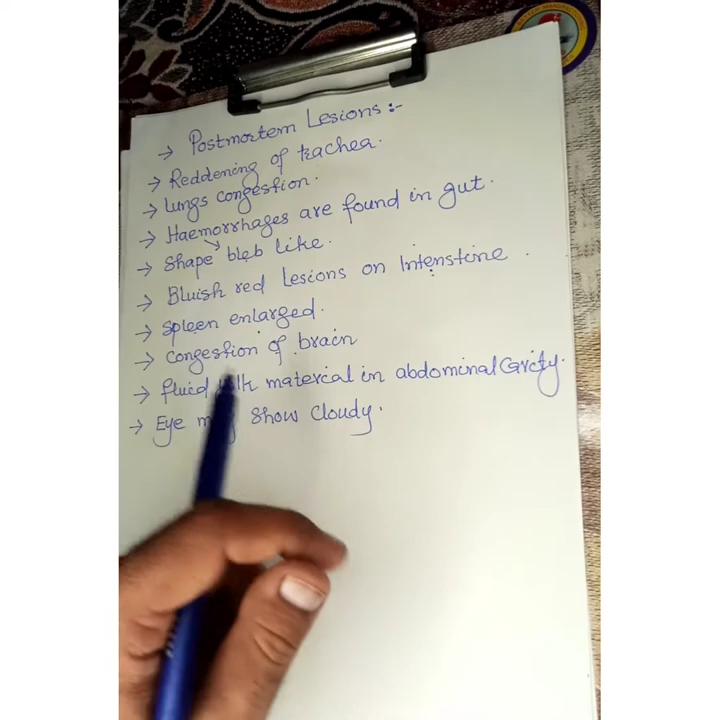 → Postmortem Lesions :-
→ Reddening of trachea.
→ Lungs congestion.
→ Haemorrhages are found in gut.
→ Shape bleb like.
→ Bluish red Lesions on Intenstine.
→ Spleen enlarged.
→ Congestion of brain
→ fluid material in abdominal Cavity.
→ Eye show Cloudy.